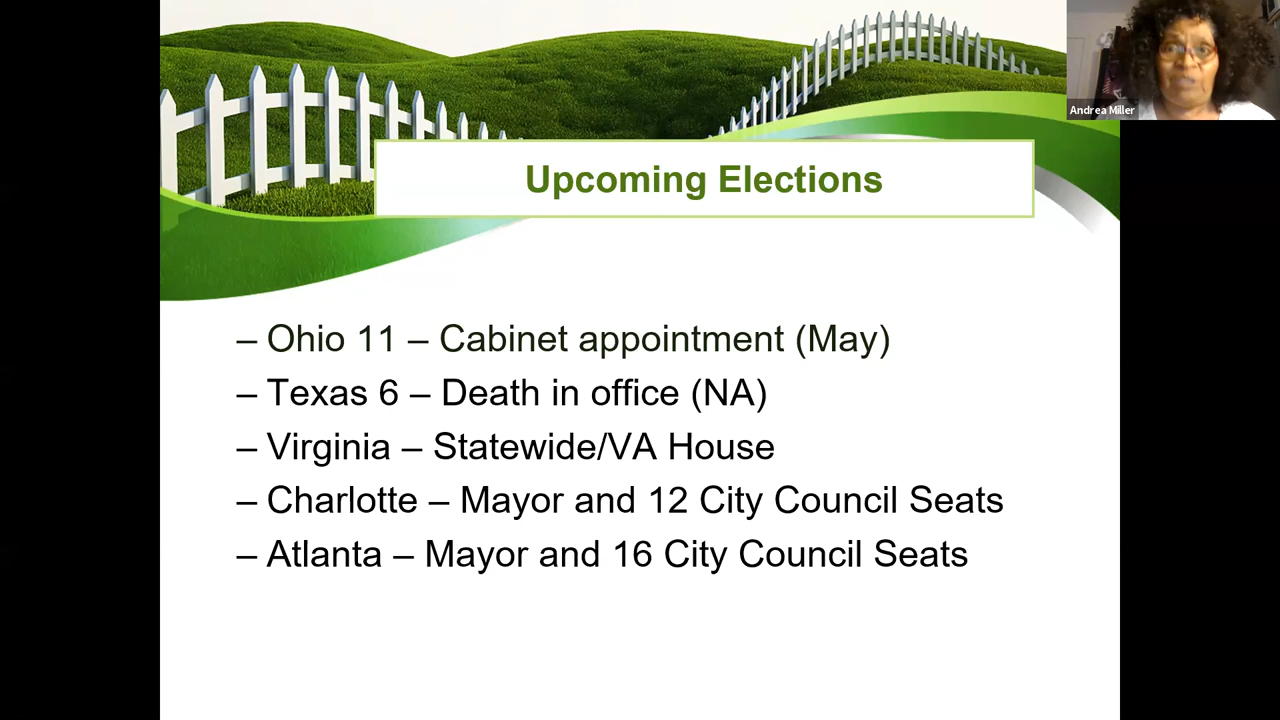 Andrea Miller
Upcoming Elections
– Ohio 11 – Cabinet appointment (May)
– Texas 6 – Death in office (NA)
– Virginia – Statewide/VA House
– Charlotte – Mayor and 12 City Council Seats
– Atlanta – Mayor and 16 City Council Seats